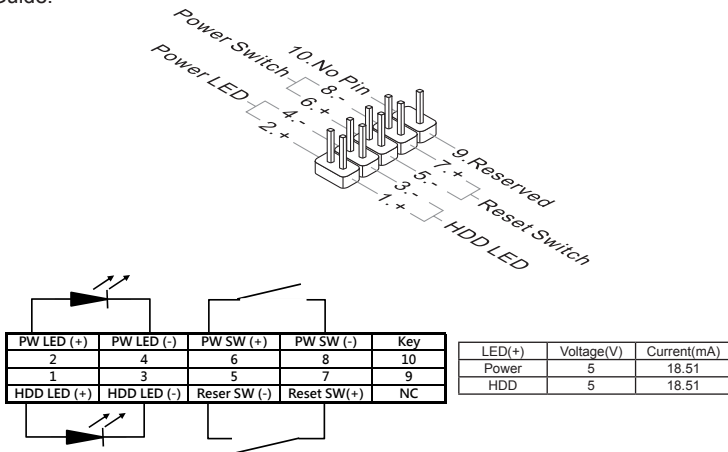 Guide.
Power Switch
10.No Pin
8.-
6.+
Power LED
4.-
2.+
9.Reserved
7.+
5.-
Reset Switch
3.-
1.+
HDD LED
PW LED (+) PW LED (-) PW SW (+) PW SW (-) Key
2 4 6 8 10
1 3 5 7 9
HDD LED (+) HDD LED (-) Reser SW (-) Reset SW(+) NC
LED(+) Voltage(V) Current(mA)
Power 5 18.51
HDD 5 18.51